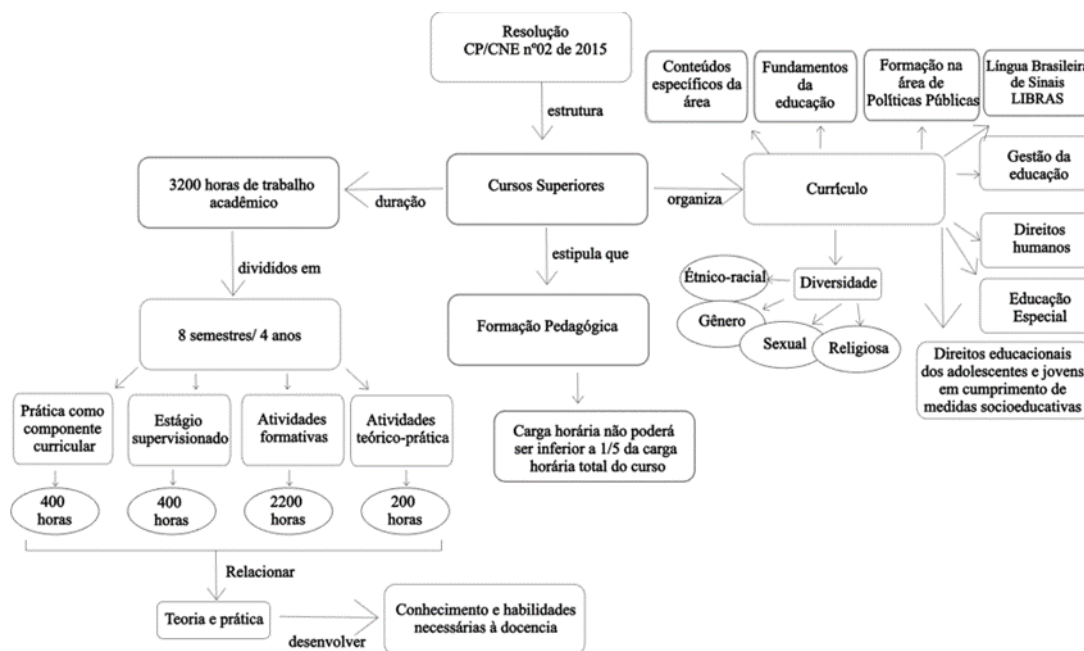 Resolução
CP/CNE nº02 de 2015
estrutura
Conteúdos
específicos da
área
Fundamentos
da
educação
Formação na
área de
Políticas Públicas
Língua Brasileira
de Sinais
LIBRAS
3200 horas de trabalho
acadêmico
duração
Cursos Superiores
organiza
Currículo
Gestão da
educação
Direitos
humanos
Educação
Especial
Direitos educacionais
dos adolescentes e jovens
em cumprimento de
medidas socioeducativas
Diversidade
Étnico-racial
Gênero
Sexual
Religiosa
divididos em
estipula que
8 semestres/ 4 anos
Formação Pedagógica
Prática como
componente
curricular
Estágio
supervisionado
Atividades
formativas
Atividades
teórico-prática
Carga horária não poderá
ser inferior a 1/5 da carga
horária total do curso
400
horas
400
horas
2200
horas
200
horas
Relacionar
Teoria e prática
desenvolver
Conhecimento e habilidades
necessárias à docencia